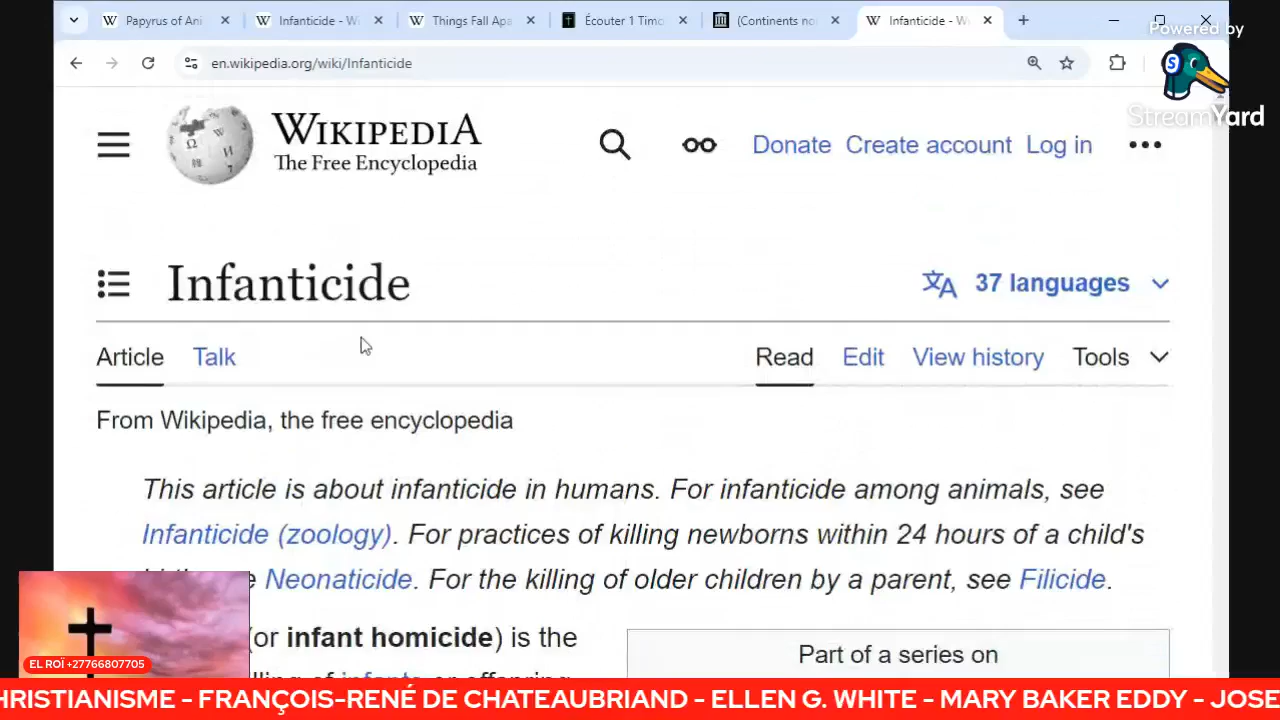 Papyrus of Ani
Infanticide - W
Things Fall Apa
Écouter 1 Timo
(Continents no
Infanticide - W
Powered by
StreamYard
en.wikipedia.org/wiki/Infanticide
WIKIPEDIA
The Free Encyclopedia
Donate Create account Log in
Infanticide
37 languages
Article Talk Read Edit View history Tools
From Wikipedia, the free encyclopedia
This article is about infanticide in humans. For infanticide among animals, see
Infanticide (zoology). For practices of killing newborns within 24 hours of a child's
Neonaticide. For the killing of older children by a parent, see Filicide.
(or infant homicide) is the
Part of a series on
EL ROÏ +27766807705
HRISTIANISME - FRANÇOIS-RENÉ DE CHATEAUBRIAND - ELLEN G. WHITE - MARY BAKER EDDY - JOSE